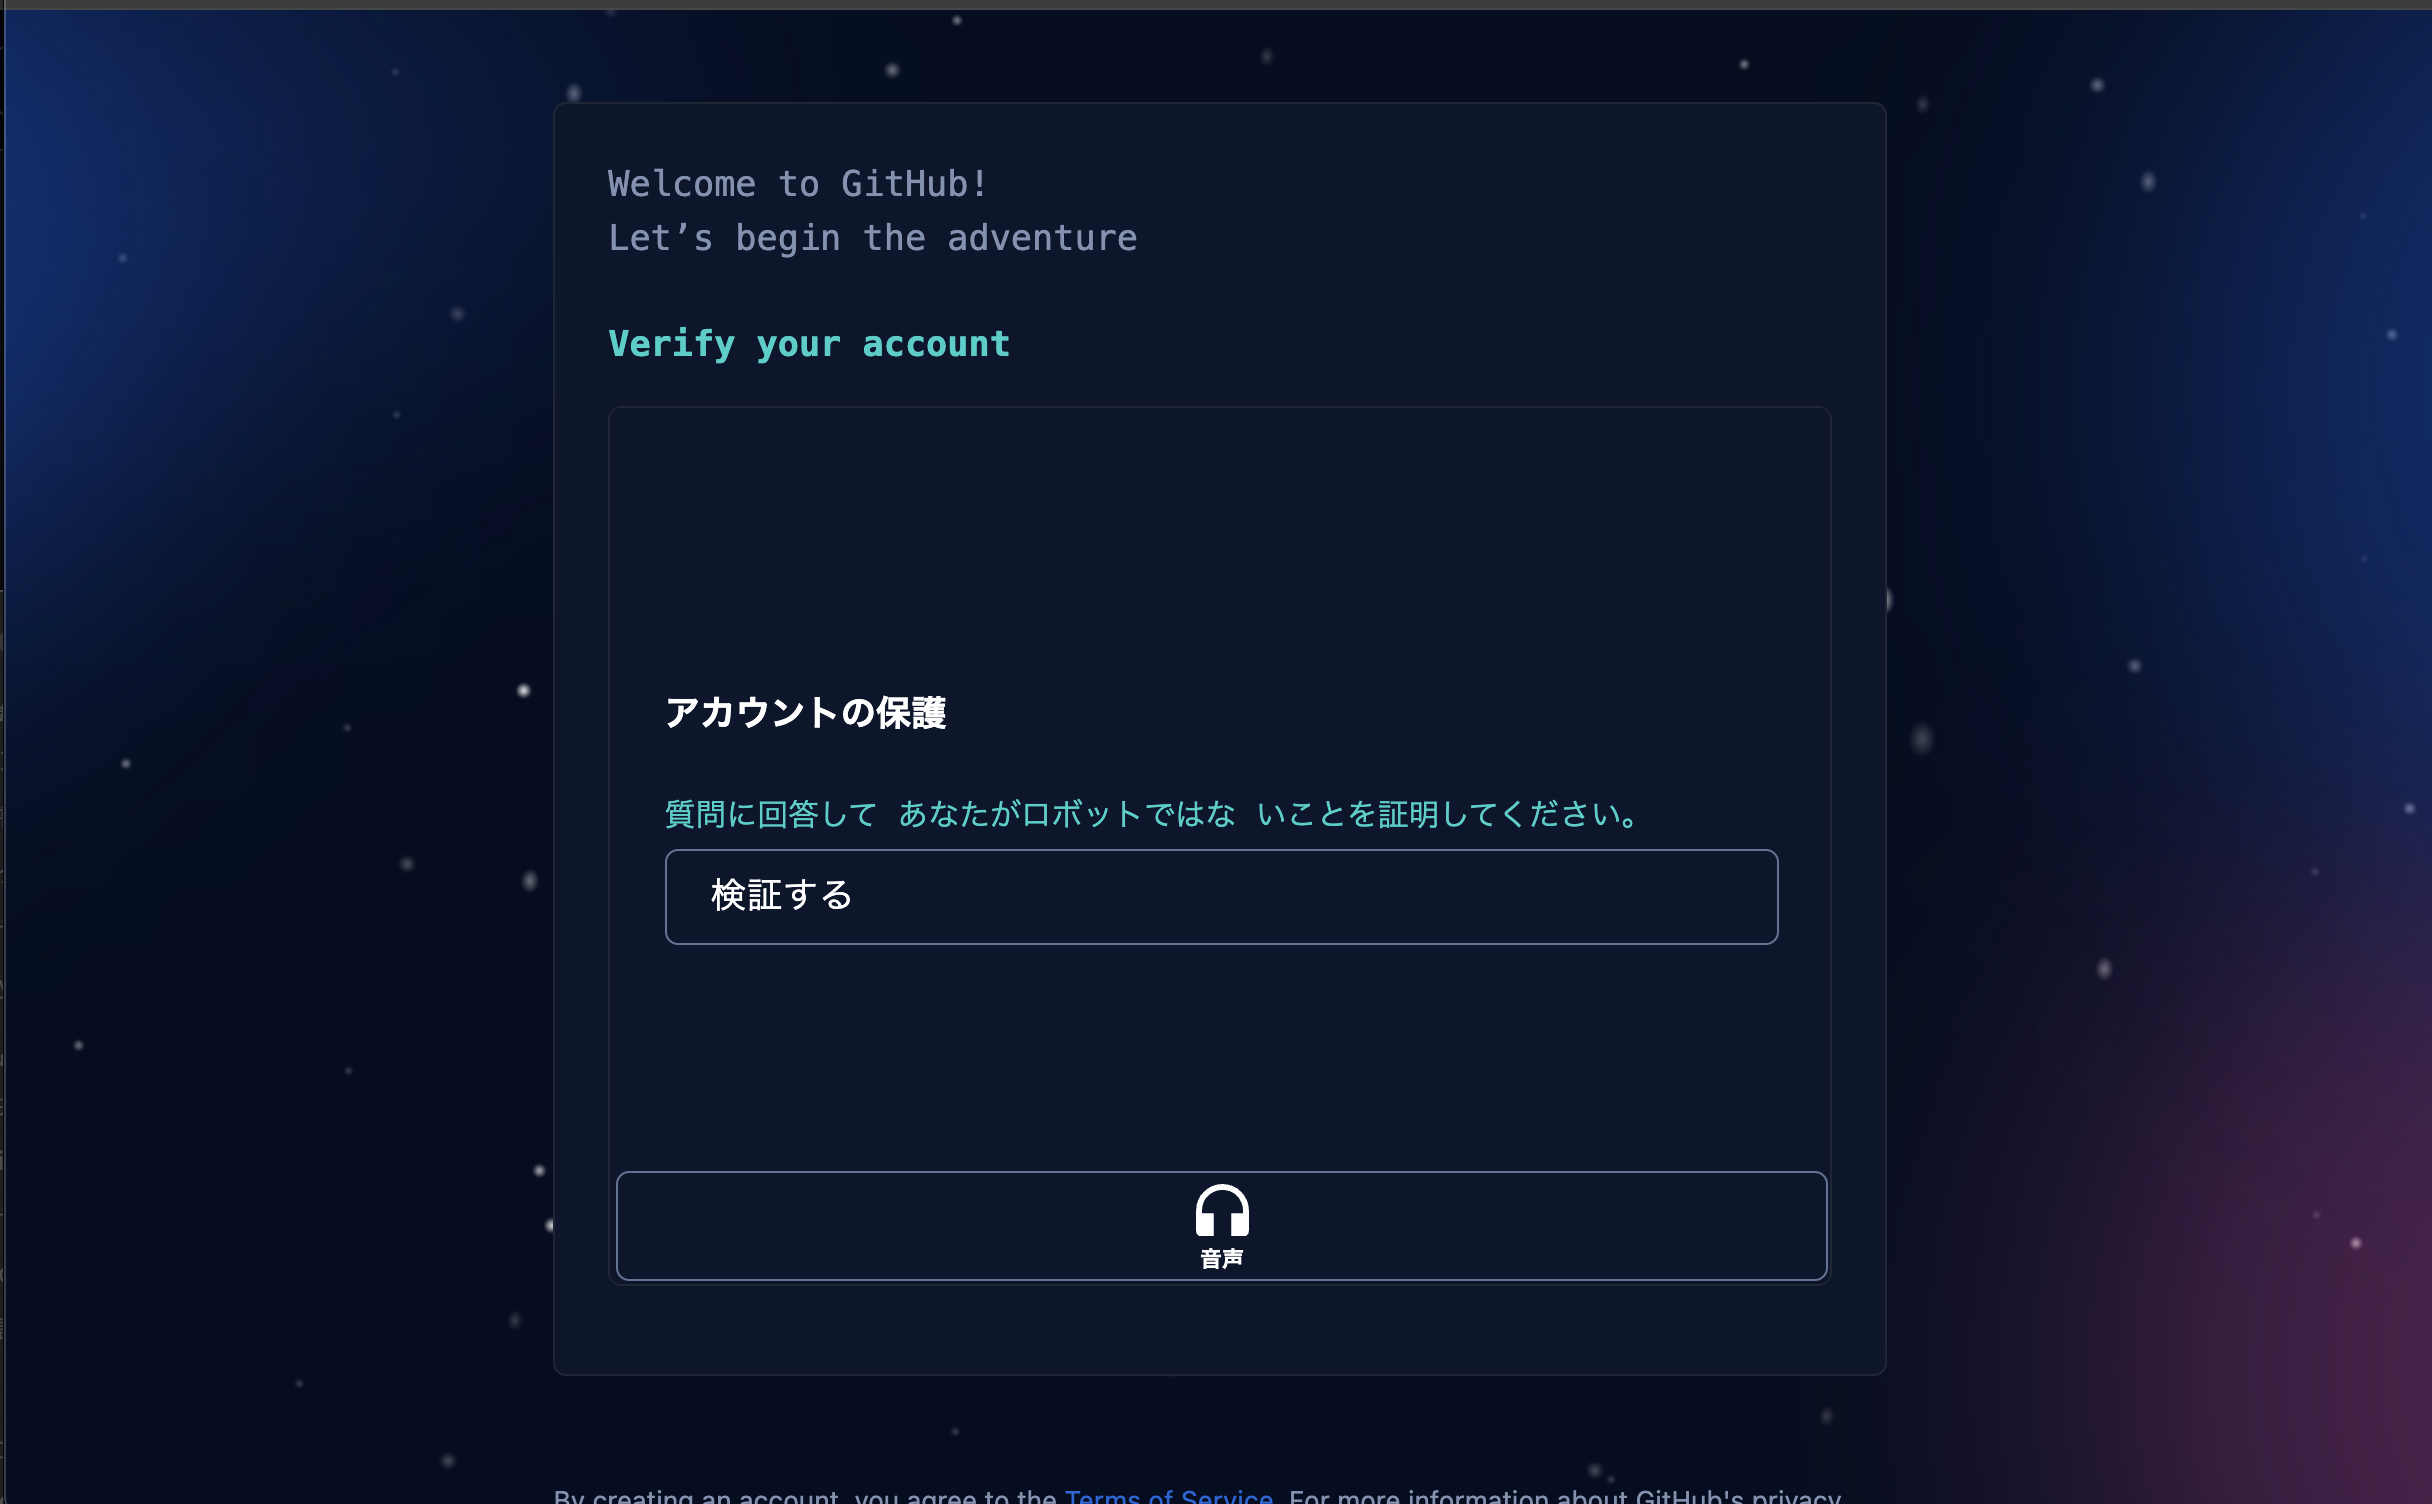 Welcome to GitHub!
Let’s begin the adventure
Verify your account
アカウントの保護
質問に回答して あなたがロボットではな いことを証明してください。
検証する
音声
By creating an account, you agree to the Terms of Service. For more information about GitHub's privacy